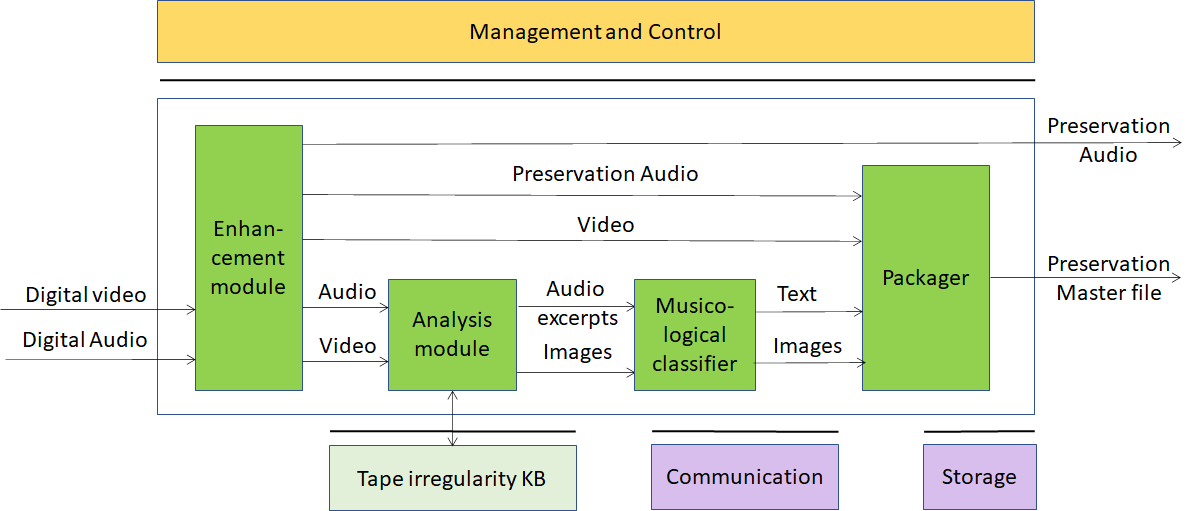 Management and Control
Preservation
Audio
Preservation Audio
Video
Enhan-
cement
module
Packager
Preservation
Master file
Digital video
Digital Audio
Audio
Video
Analysis
module
Audio
excerpts
Images
Musico-
logical
classifier
Text
Images
Tape irregularity KB
Communication
Storage